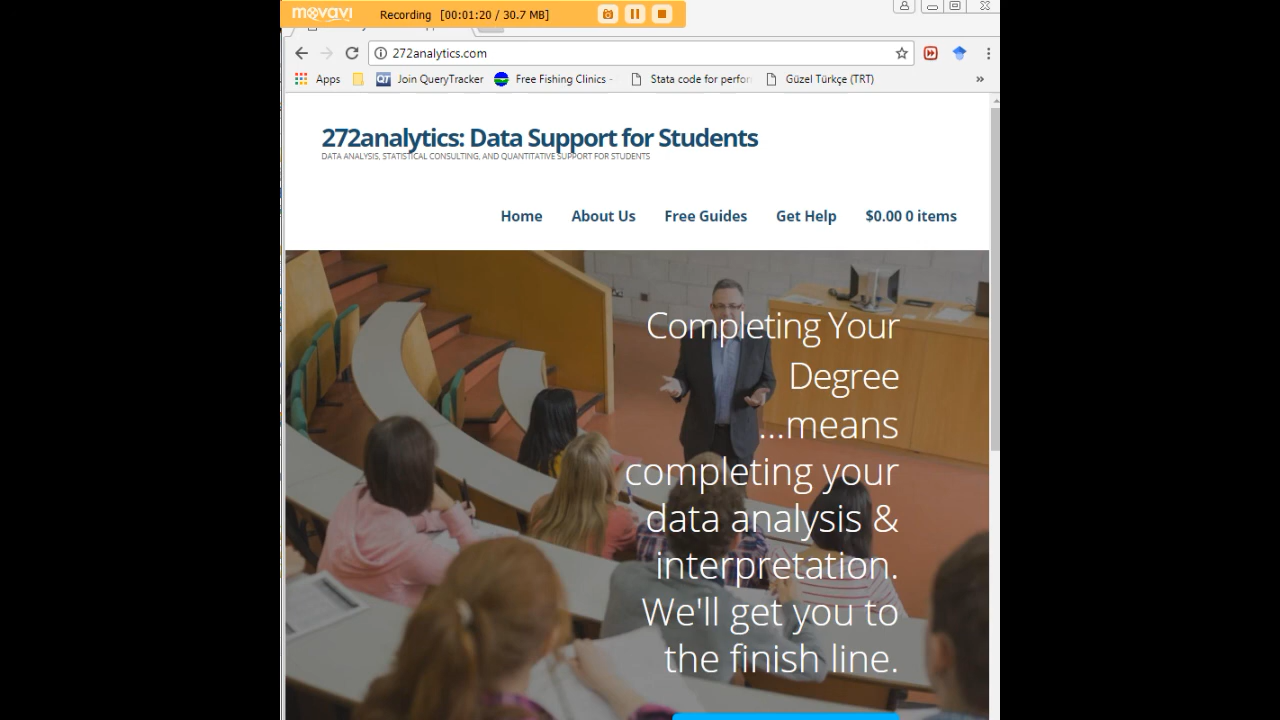 movavi Recording [00:01:20 / 30.7 MB]
272analytics.com
Apps QT Join QueryTracker Free Fishing Clinics - Stata code for perfor Güzel Türkçe (TRT) »
272analytics: Data Support for Students
DATA ANALYSIS, STATISTICAL CONSULTING, AND QUANTITATIVE SUPPORT FOR STUDENTS
Home About Us Free Guides Get Help $0.00 0 items
Completing Your
Degree
...means
completing your
data analysis &
interpretation.
We'll get you to
the finish line.